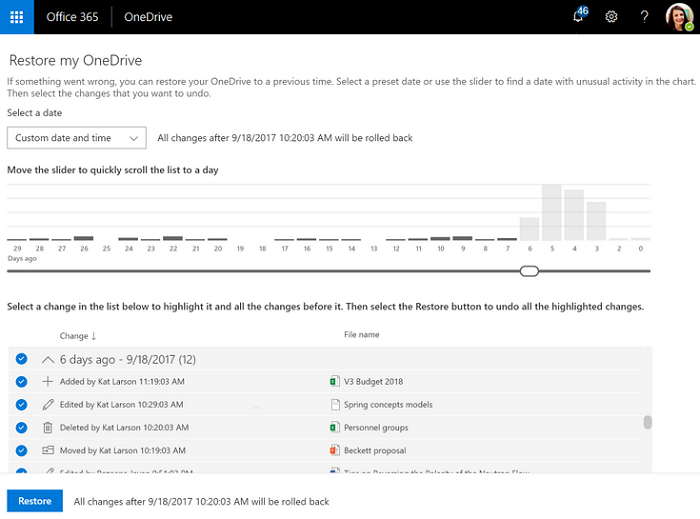 Office 365 OneDrive 46 ?
Restore my OneDrive
If something went wrong, you can restore your OneDrive to a previous time. Select a preset date or use the slider to find a date with unusual activity in the chart.
Then select the changes that you want to undo.
Select a date
Custom date and time All changes after 9/18/2017 10:20:03 AM will be rolled back
Move the slider to quickly scroll the list to a day
29 28 27 26 25 24 23 22 21 20 19 18 17 16 15 14 13 12 11 10 9 8 7 6 5 4 3 2 0
Days ago
Select a change in the list below to highlight it and all the changes before it. Then select the Restore button to undo all the highlighted changes.
Change ↓ File name
6 days ago - 9/18/2017 (12)
Added by Kat Larson 11:19:03 AM V3 Budget 2018
Edited by Kat Larson 10:29:03 AM Spring concepts models
Deleted by Kat Larson 10:20:03 AM Personnel groups
Moved by Kat Larson 10:19:03 AM Beckett proposal
Restore All changes after 9/18/2017 10:20:03 AM will be rolled back